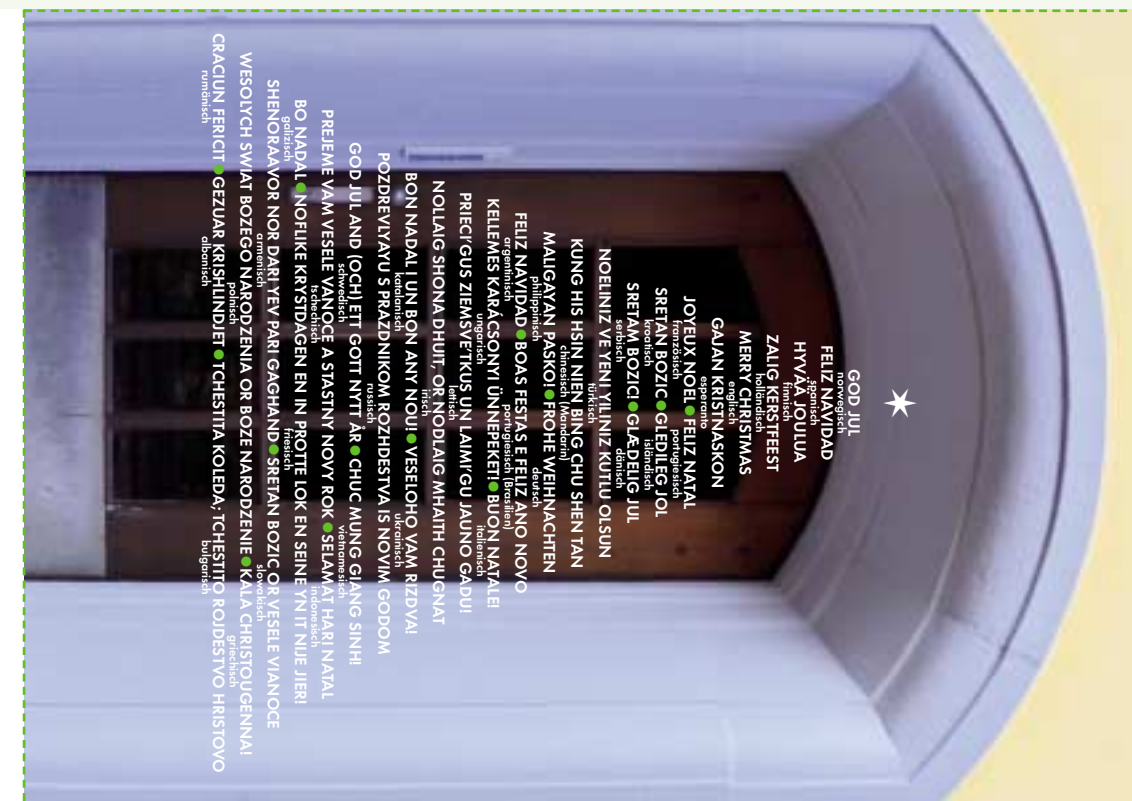 GOD JUL
norwegisch
FELIZ NAVIDAD
spanisch
HYVÄÄ JOULUA
finnisch
ZALIG KERSTFEEST
holländisch
MERRY CHRISTMAS
englisch
GAJAN KRISTNASKON
esperanto
JOYEUX NOËL ● FELIZ NATAL
französisch portugiesisch
SRETAN BOZIC ● GLEDILEG JOL
kroatisch isländisch
SRETAM BOZIC! ● GLÆDELIG JUL
serbisch dänisch
NOELINIZ VE YENI YILINIZ KUTLU OLSUN
türkisch
KUNG HIS HSIN NIEN BING CHU SHEN TAN
chinesisch (Mandarin)
MALIGAYAN PASKO! ● FROHE WEIHNACHTEN
philippinisch deutsch
FELIZ NAVIDAD ● BOAS FESTAS E FELIZ ANO NOVO
argentinisch portugiesisch (Brasilien)
KELLEMES KARÁCSONYI ÜNNEPEKET! ● BUON NATALE!
ungarisch italienisch
PRIECI'GUS ZIEMSVE'TKUS UN LAIMI'GU JAUNO GADU!
lettisch
NOLLAIG SHONA DHUIT, OR NODLAIG MHAITH CHUGNAT
irisch
BON NADAL I UN BON ANY NOU! ● VESELOHO VAM RIZDVA!
katalonisch ukrainisch
POZDREVLYAYU S PRAZDNIKOM ROZHDESTVA IS NOVIM GODOM
russisch
GOD JUL AND (OCH) ETT GOTT NYTT ÅR ● CHUC MUNG GIANG SINH!
schwedisch vietnamesisch
PREJEME VAM VESELE VANOCE A STASTNY NOVY ROK ● SELAMAT HARI NATAL
tschechisch indonesisch
BO NADAL ● NOFLIKE KRYSTDAGEN EN IN PROTTE LOK EN SEINE YN IT NIJE JIER!
galizisch friesisch
SHENORAAVOR NOR DARI YEV PARI GAGHAND ● SRETAN BOZIC OR VESELE VIANOCE
armenisch slowakisch
WESOLYCH SWIAT BOZEGO NARODZENIA OR BOZE NARODZENIE ● KALA CHRISTOUGENNA!
polnisch griechisch
CRACIUN FERICIT ● GEZUAR KRISHLINDJET ● TCHESTITA KOLEDA; TCHESTITO ROJDESTVO HRISTOVO
rumänisch albanisch bulgarisch